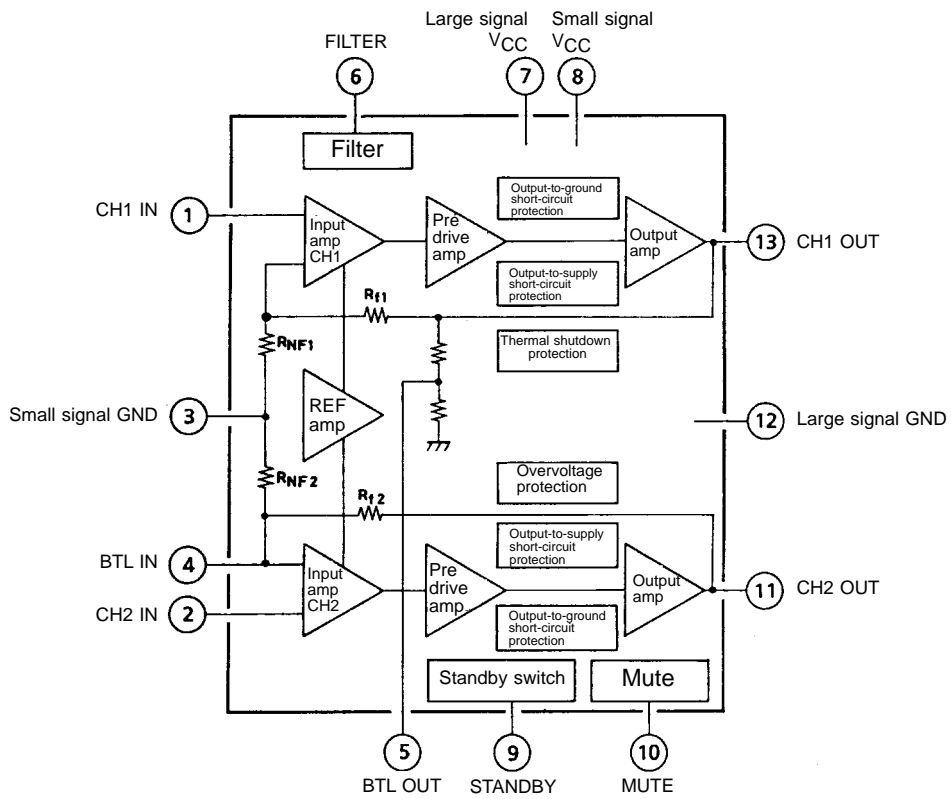 Large signal
VCC
Small signal
VCC
FILTER
6
7
8
Filter
CH1 IN
1
Input
amp
CH1
Pre
drive
amp
Output-to-ground
short-circuit
protection
Output
amp
13
CH1 OUT
Output-to-supply
short-circuit
protection
Rf1
RNF1
Thermal shutdown
protection
Small signal GND
3
REF
amp
12
Large signal GND
RNF2
Rf2
Overvoltage
protection
BTL IN
4
Input
amp
CH2
Pre
drive
amp
Output-to-supply
short-circuit
protection
Output
amp
11
CH2 OUT
CH2 IN
2
Output-to-ground
short-circuit
protection
Standby switch
Mute
5
9
10
BTL OUT
STANDBY
MUTE